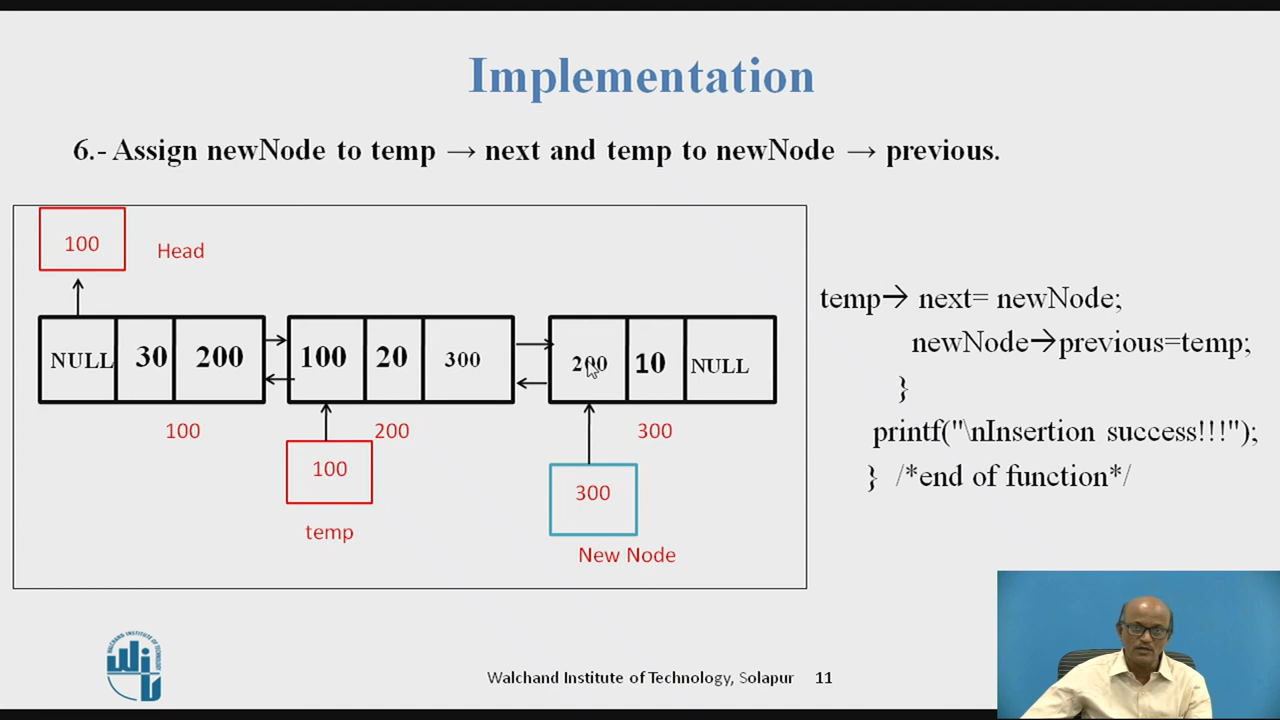 Implementation
6.- Assign newNode to temp → next and temp to newNode → previous.
100
Head
NULL 30 200 100 20 300 200 10 NULL
100 200 300
100
temp
300
New Node
temp→ next= newNode;
newNode→previous=temp;
}
printf("\nInsertion success!!!");
} /*end of function*/
Walchand Institute of Technology, Solapur 11